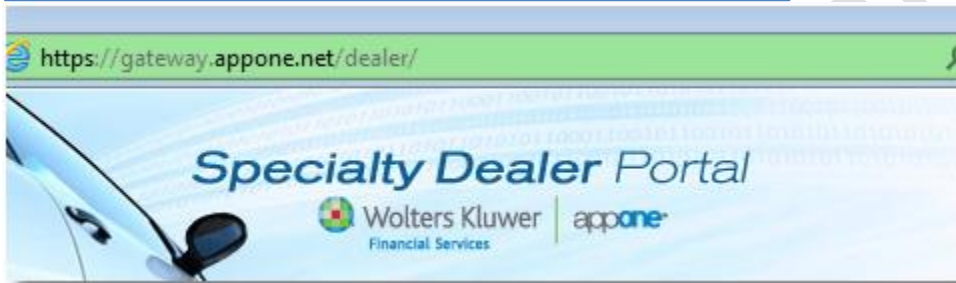 https://gateway.appone.net/dealer/
Specialty Dealer Portal
Wolters Kluwer
Financial Services
appone